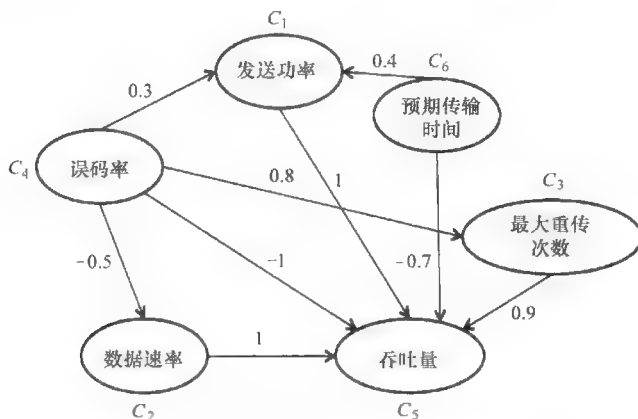 C₁
发送功率
0.4
C₆
0.3
预期传输
时间
C₄
误码率
0.8
1
C₃
最大重传
次数
-0.5
-1
-0.7
0.9
数据速率
1
吞吐量
C₂
C₅